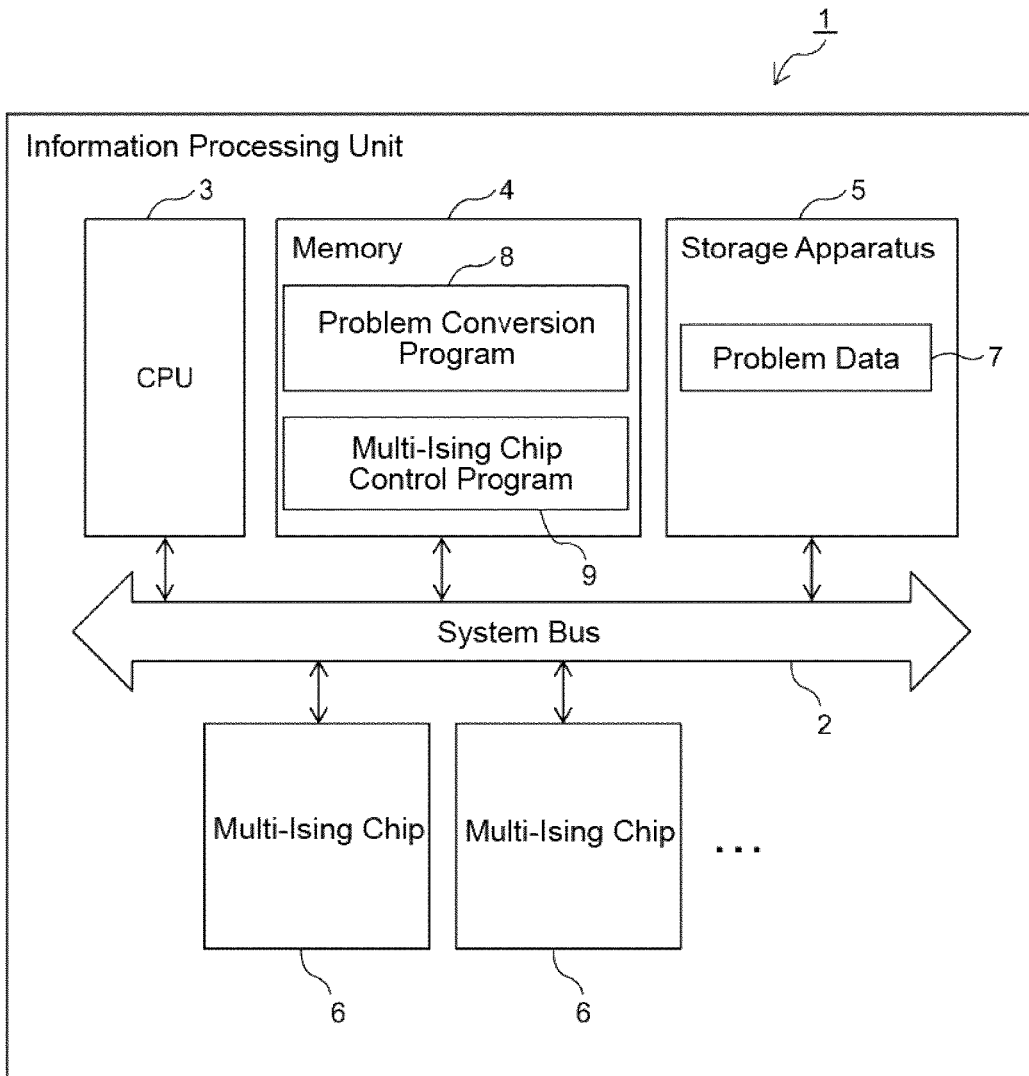 1
Information Processing Unit
3
4
5
Memory
Storage Apparatus
8
Problem Conversion
Program
CPU
Problem Data
7
Multi-Ising Chip
Control Program
9
System Bus
2
Multi-Ising Chip
Multi-Ising Chip
...
6
6